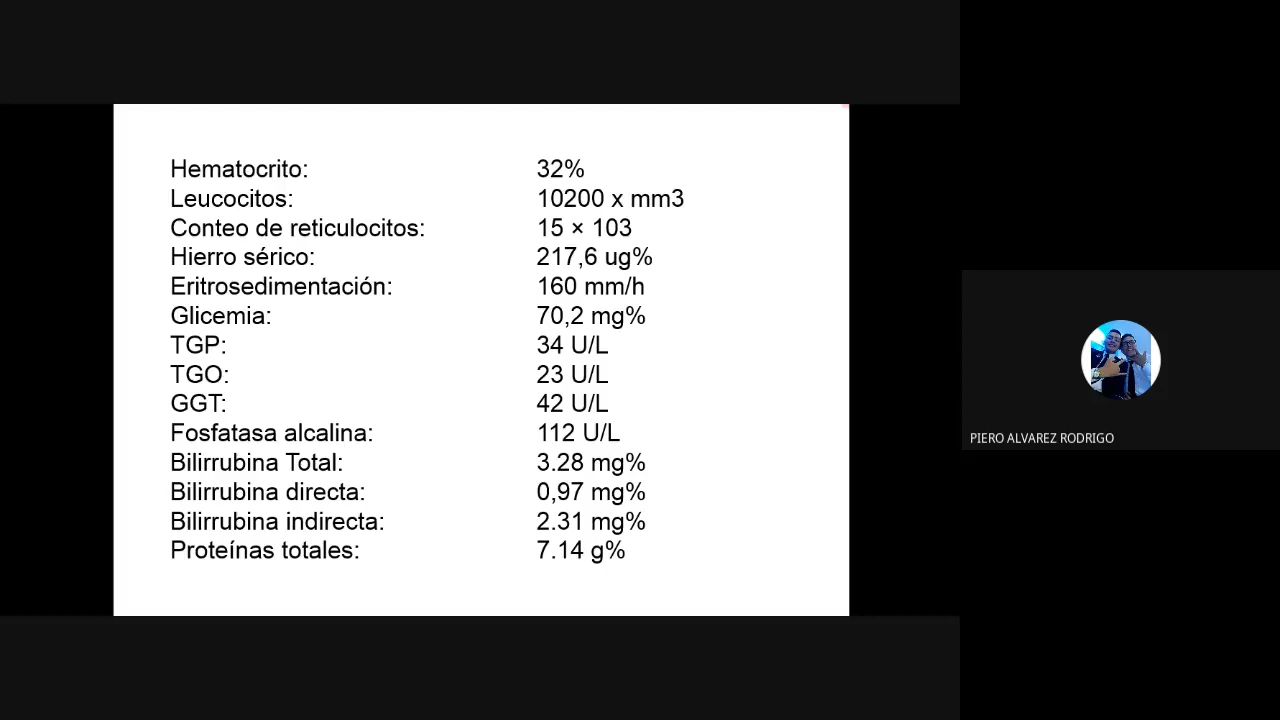 Hematocrito: 32%
Leucocitos: 10200 x mm3
Conteo de reticulocitos: 15 × 103
Hierro sérico: 217,6 ug%
Eritrosedimentación: 160 mm/h
Glicemia: 70,2 mg%
TGP: 34 U/L
TGO: 23 U/L
GGT: 42 U/L
Fosfatasa alcalina: 112 U/L
Bilirrubina Total: 3.28 mg%
Bilirrubina directa: 0,97 mg%
Bilirrubina indirecta: 2.31 mg%
Proteínas totales: 7.14 g%
PIERO ALVAREZ RODRIGO